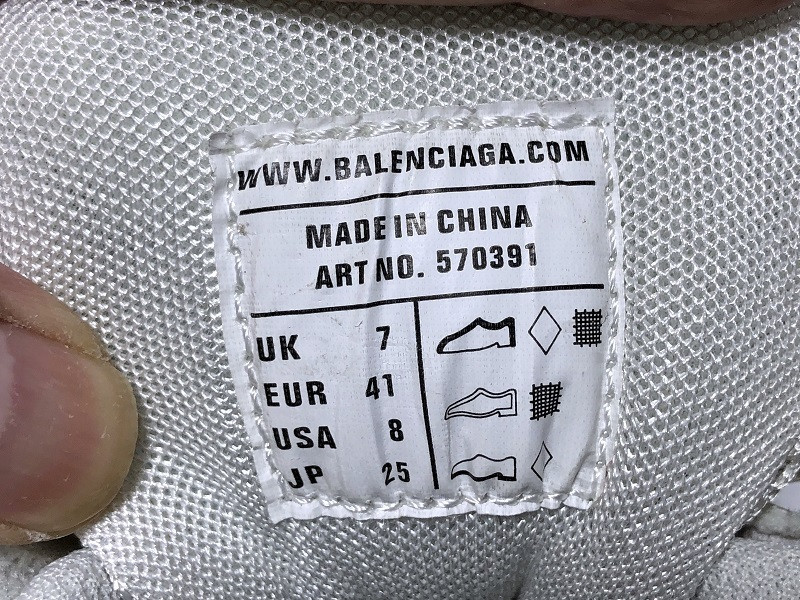 WWW.BALENCIAGA.COM
MADE IN CHINA
ART NO. 570391
UK 7
EUR 41
USA 8
JP 25